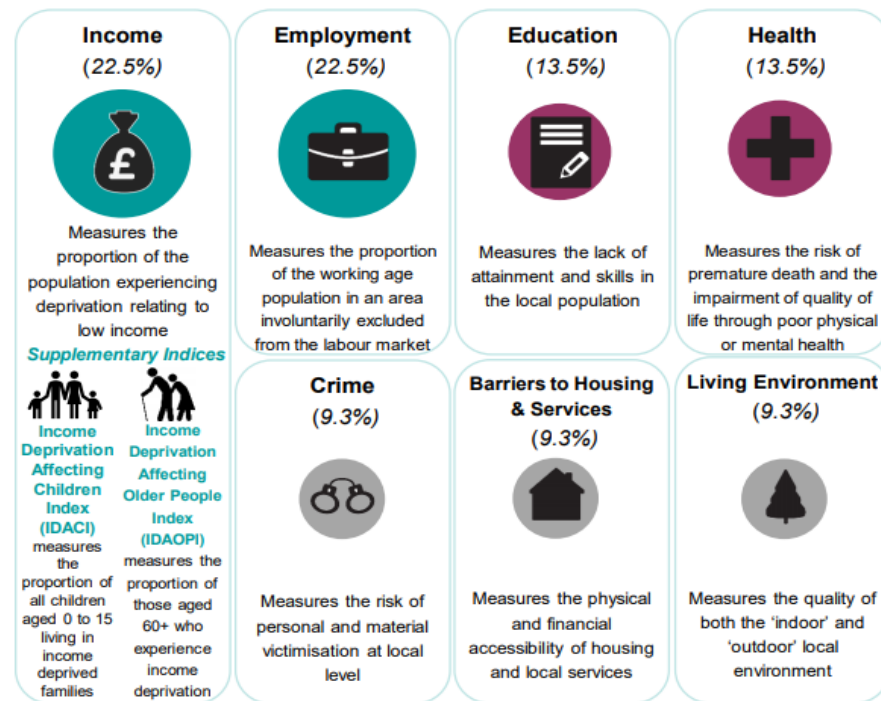 Income
(22.5%)
£
Measures the
proportion of the
population experiencing
deprivation relating to
low income
Supplementary Indices
Income
Deprivation
Affecting
Children
Index
(IDACI)
measures
the
proportion of
all children
aged 0 to 15
living in
income
deprived
families
Income
Deprivation
Affecting
Older People
Index
(IDAOPI)
measures the
proportion of
those aged
60+ who
experience
income
deprivation
Employment
(22.5%)
Measures the proportion
of the working age
population in an area
involuntarily excluded
from the labour market
Education
(13.5%)
Measures the lack of
attainment and skills in
the local population
Health
(13.5%)
Measures the risk of
premature death and the
impairment of quality of
life through poor physical
or mental health
Crime
(9.3%)
Measures the risk of
personal and material
victimisation at local
level
Barriers to Housing
& Services
(9.3%)
Measures the physical
and financial
accessibility of housing
and local services
Living Environment
(9.3%)
Measures the quality of
both the ‘indoor’ and
‘outdoor’ local
environment